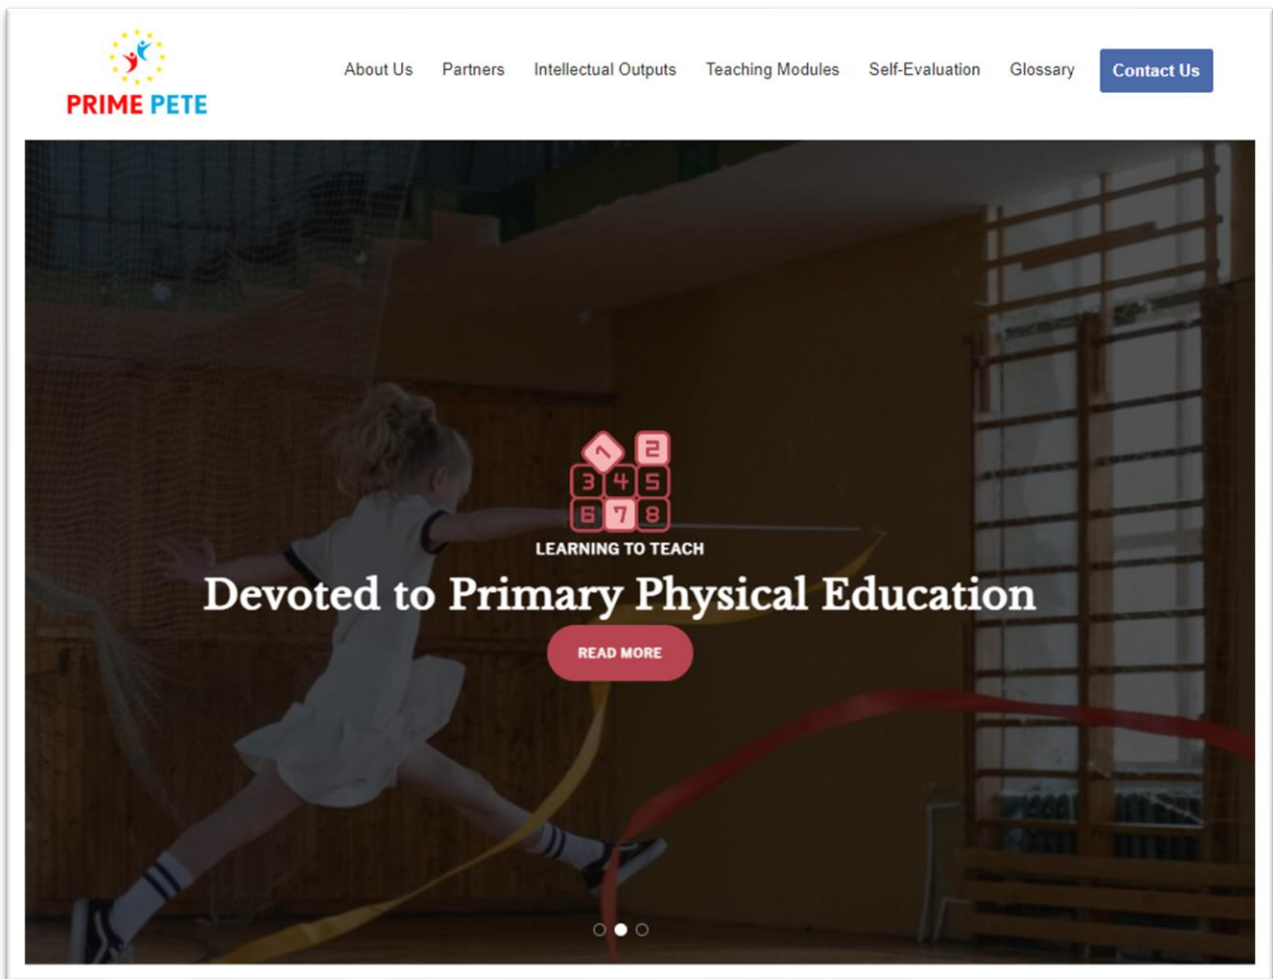 PRIME PETE
About Us Partners Intellectual Outputs Teaching Modules Self-Evaluation Glossary Contact Us
1 2
3 4 5
6 7 8
LEARNING TO TEACH
Devoted to Primary Physical Education
READ MORE